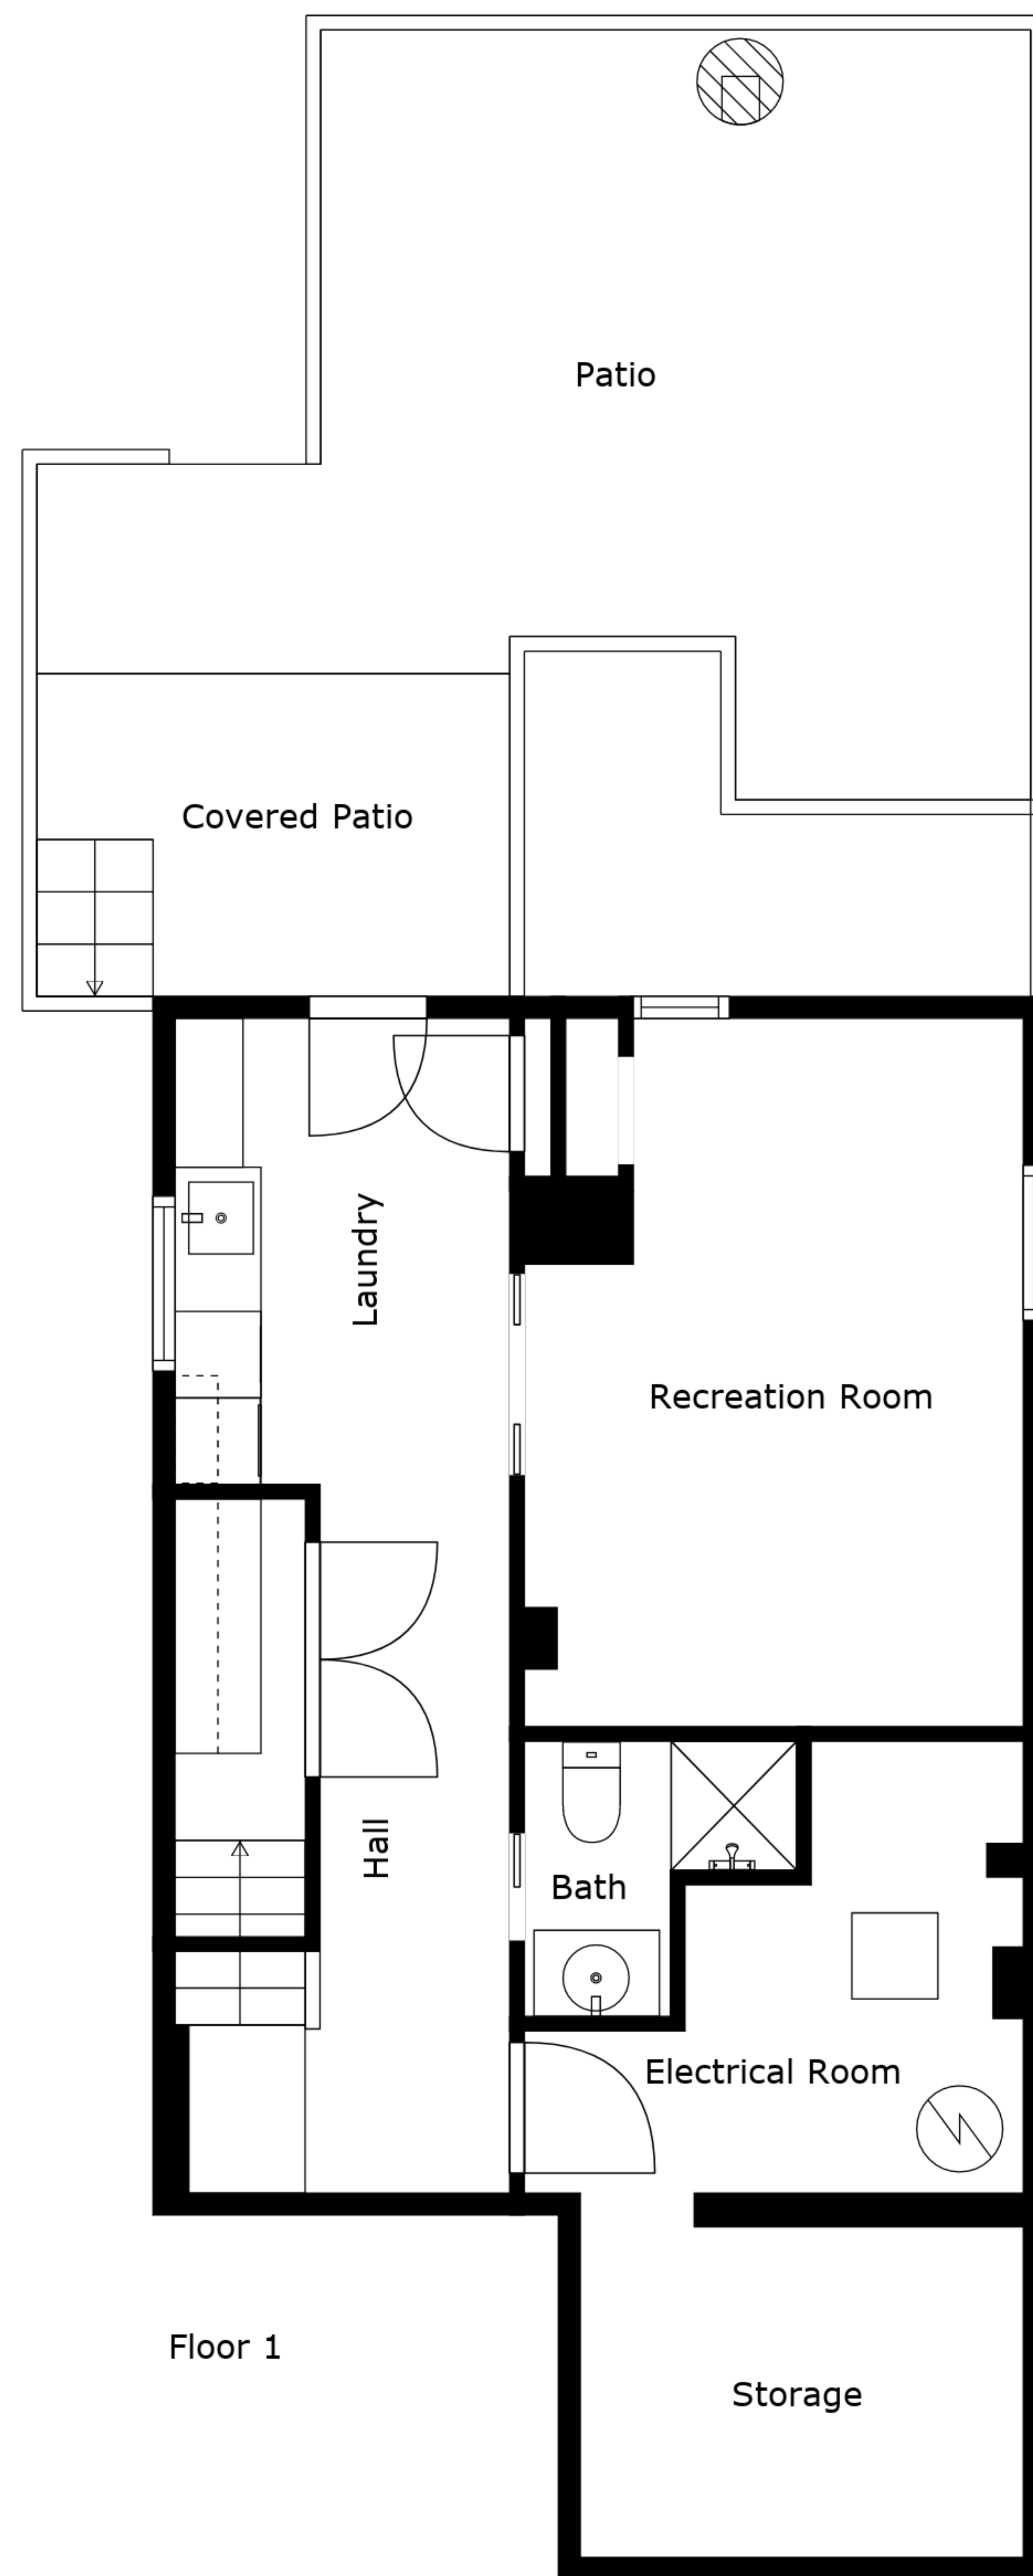 Patio
Covered Patio
Laundry
Recreation Room
Hall
Bath
Electrical Room
Floor 1
Storage